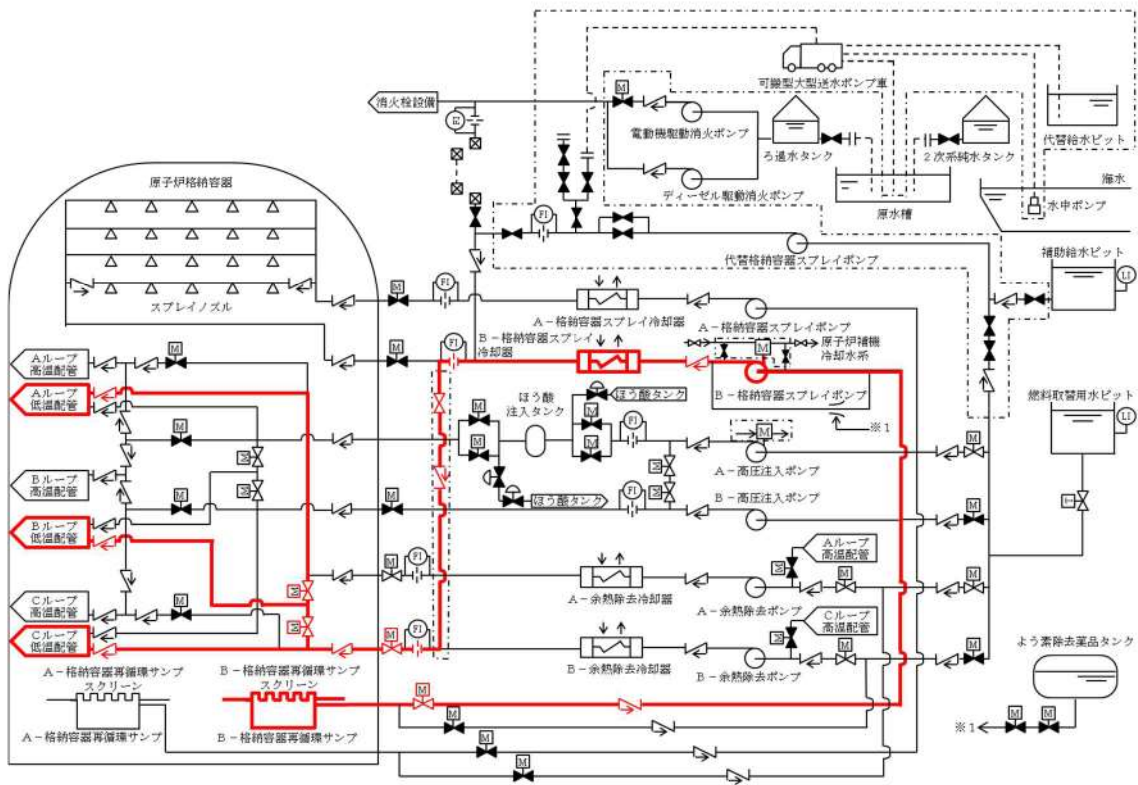 可搬型大型送水ポンプ車
消火栓設備
M
FI
電動機駆動消火ポンプ
ろ過水タンク
2次系純水タンク
代替給水ピット
ディーゼル駆動消火ポンプ
原水槽
海水
水中ポンプ
原子炉格納容器
FI
代替格納容器スプレイポンプ
補助給水ピット
LI
スプレイノズル
M
FI
A-格納容器スプレイ冷却器
A-格納容器スプレイポンプ
B-格納容器スプレイ
冷却器
原子炉補機
冷却水系
M
FI
M
M
Aループ
高温配管
Aループ
低温配管
B-格納容器スプレイポンプ
※1
ほう酸
注入タンク
ほう酸タンク
燃料取替用水ピット
LI
M
M
M
M
M
FI
M
M
M
M
M
A-高圧注入ポンプ
T
Bループ
高温配管
M
M
M
FI
ほう酸タンク
B-高圧注入ポンプ
M
Bループ
低温配管
Aループ
高温配管
M
FI
M
M
M
M
Cループ
高温配管
M
A-余熱除去冷却器
A-余熱除去ポンプ
Cループ
高温配管
M
Cループ
低温配管
M
FI
M
M
M
B-余熱除去冷却器
B-余熱除去ポンプ
よう素除去薬品タンク
A-格納容器再循環サンプ
スクリーン
B-格納容器再循環サンプ
スクリーン
M
M
※1
M
M
A-格納容器再循環サンプ
B-格納容器再循環サンプ
M
M